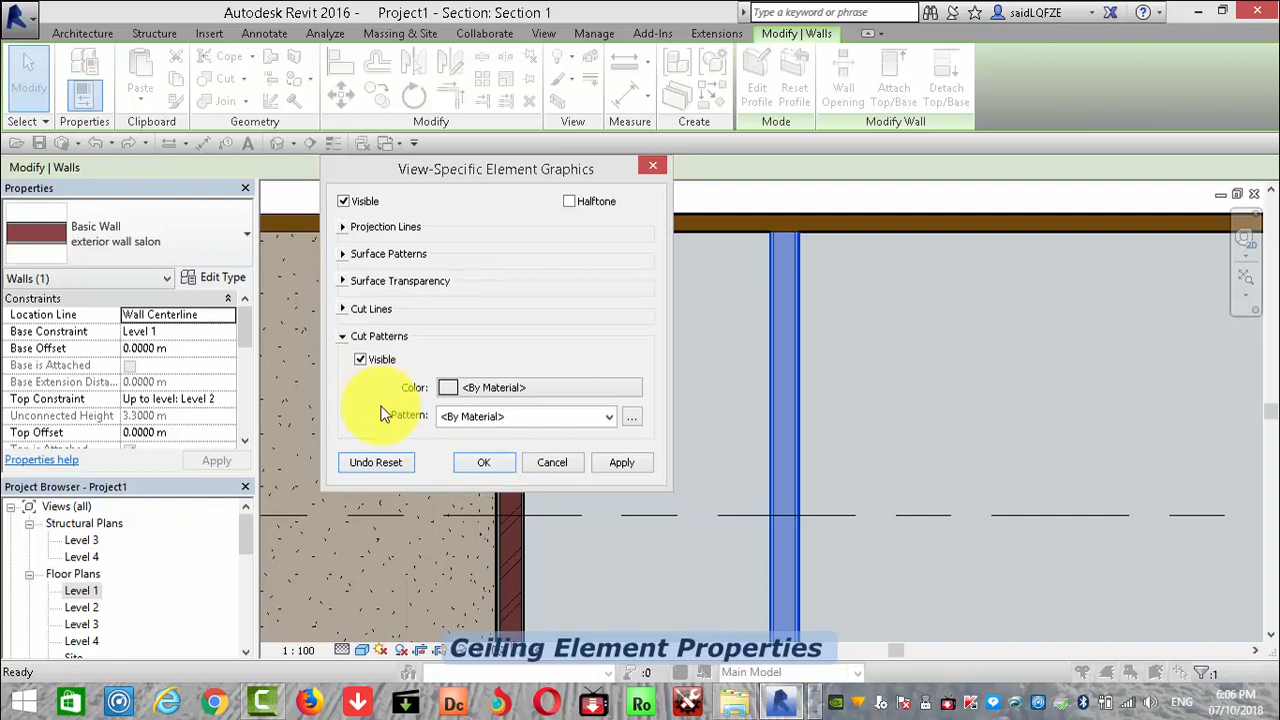 Autodesk Revit 2016 - Project1 - Section: Section 1
Type a keyword or phrase
saidLQFZE
Architecture Structure Insert Annotate Analyze Massing & Site Collaborate View Manage Add-Ins Extensions Modify | Walls
Modify
Paste
Cope
Cut
Join
Edit Profile
Reset Profile
Wall Opening
Attach Top/Base
Detach Top/Base
Select Properties Clipboard Geometry Modify View Measure Create Mode Modify Wall
Modify | Walls
Properties
Basic Wall
exterior wall salon
Walls (1)
Edit Type
Constraints
Location Line Wall Centerline
Base Constraint Level 1
Base Offset 0.0000 m
Base is Attached
Base Extension Dista... 0.0000 m
Top Constraint Up to level: Level 2
Unconnected Height 3.3000 m
Top Offset 0.0000 m
Properties help
Apply
Project Browser - Project1
Views (all)
Structural Plans
Level 3
Level 4
Floor Plans
Level 1
Level 2
Level 3
Level 4
View-Specific Element Graphics
Visible
Halftone
Projection Lines
Surface Patterns
Surface Transparency
Cut Lines
Cut Patterns
Visible
Color: <By Material>
Pattern: <By Material>
...
Undo Reset OK Cancel Apply
2D
1 : 100
Ceiling Element Properties
Ready
:0
Main Model
:1
Dc
Ro
ENG
6:06 PM
07/10/2018